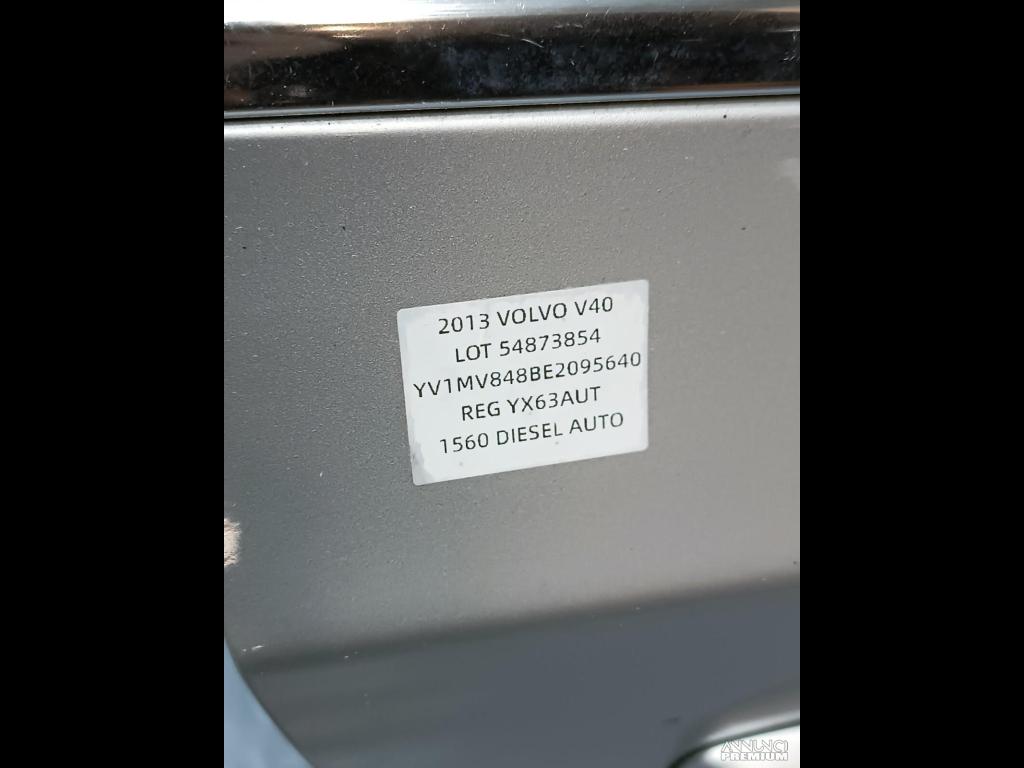 2013 VOLVO V40
LOT 54873854
YV1MV848BE2095640
REG YX63AUT
1560 DIESEL AUTO
ANNUNCI
PREMIUM